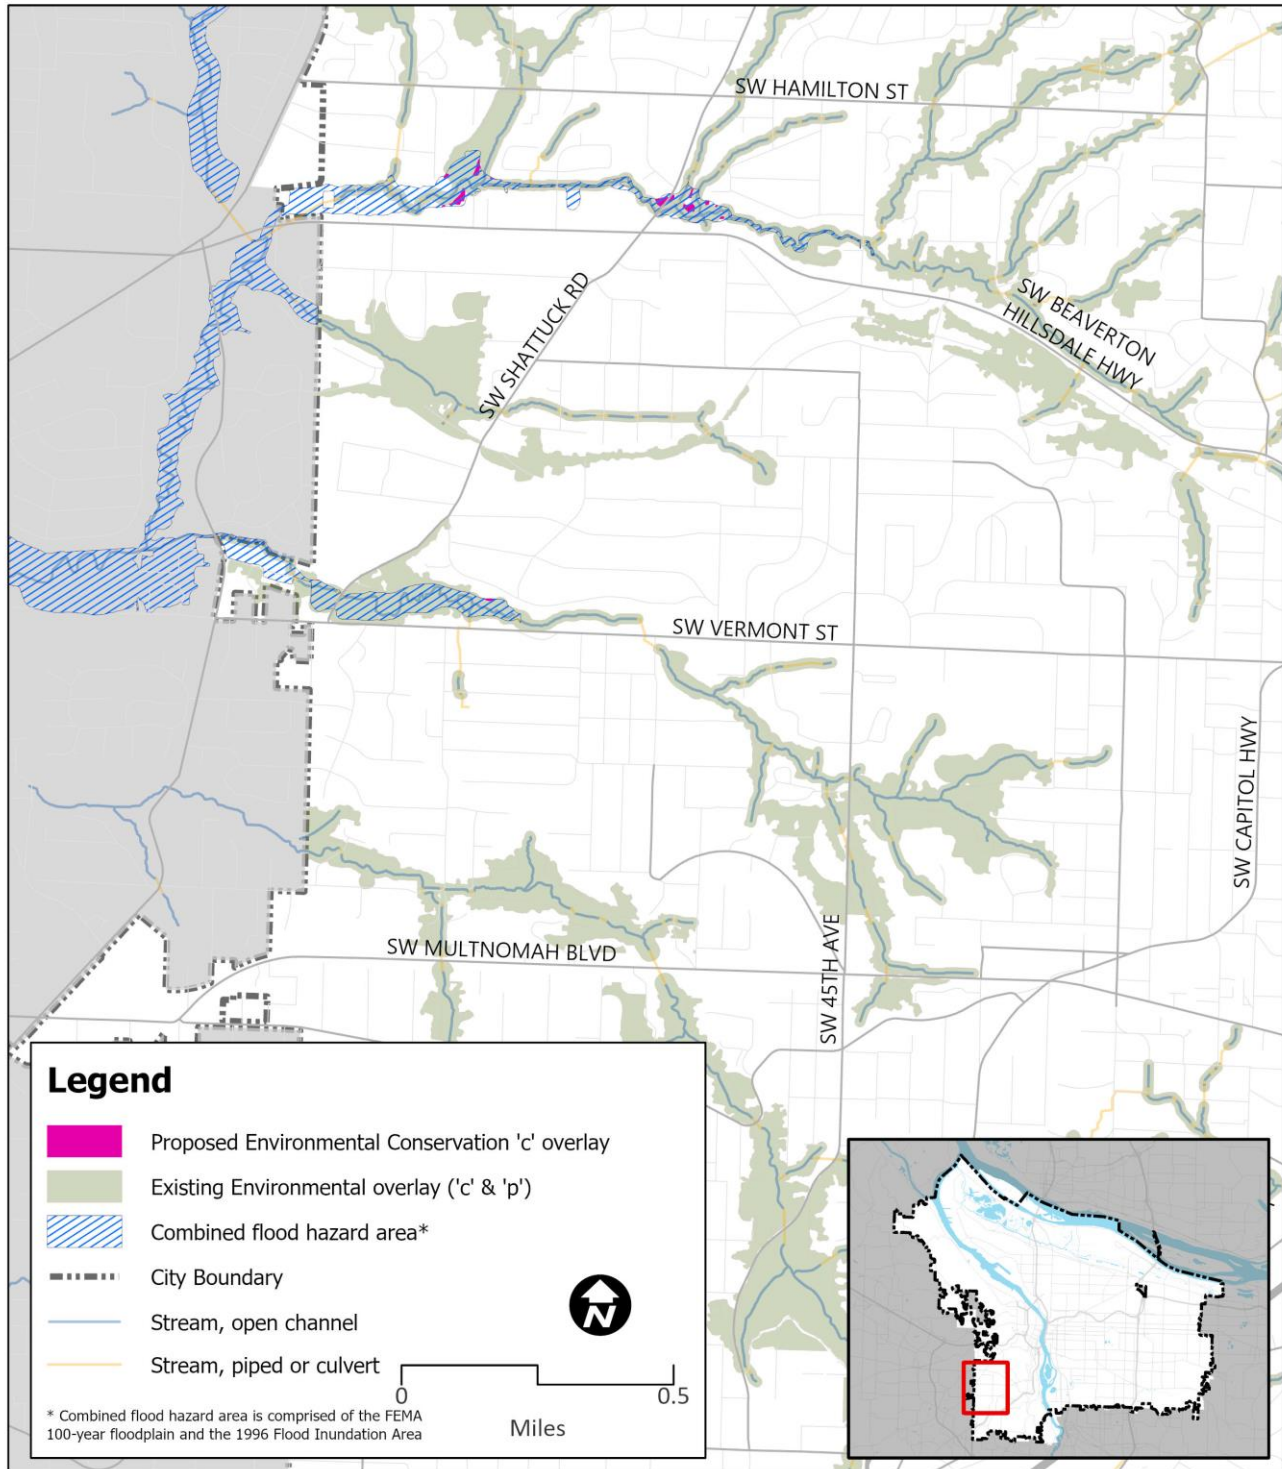 SW HAMILTON ST
SW BEAVERTON
HILLSDALE HWY
SW SHATTUCK RD
SW VERMONT ST
SW CAPITOL HWY
SW 45TH AVE
SW MULTNOMAH BLVD
Legend
Proposed Environmental Conservation 'c' overlay
Existing Environmental overlay ('c' & 'p')
Combined flood hazard area*
City Boundary
Stream, open channel
Stream, piped or culvert
* Combined flood hazard area is comprised of the FEMA
100-year floodplain and the 1996 Flood Inundation Area
N
0
0.5
Miles